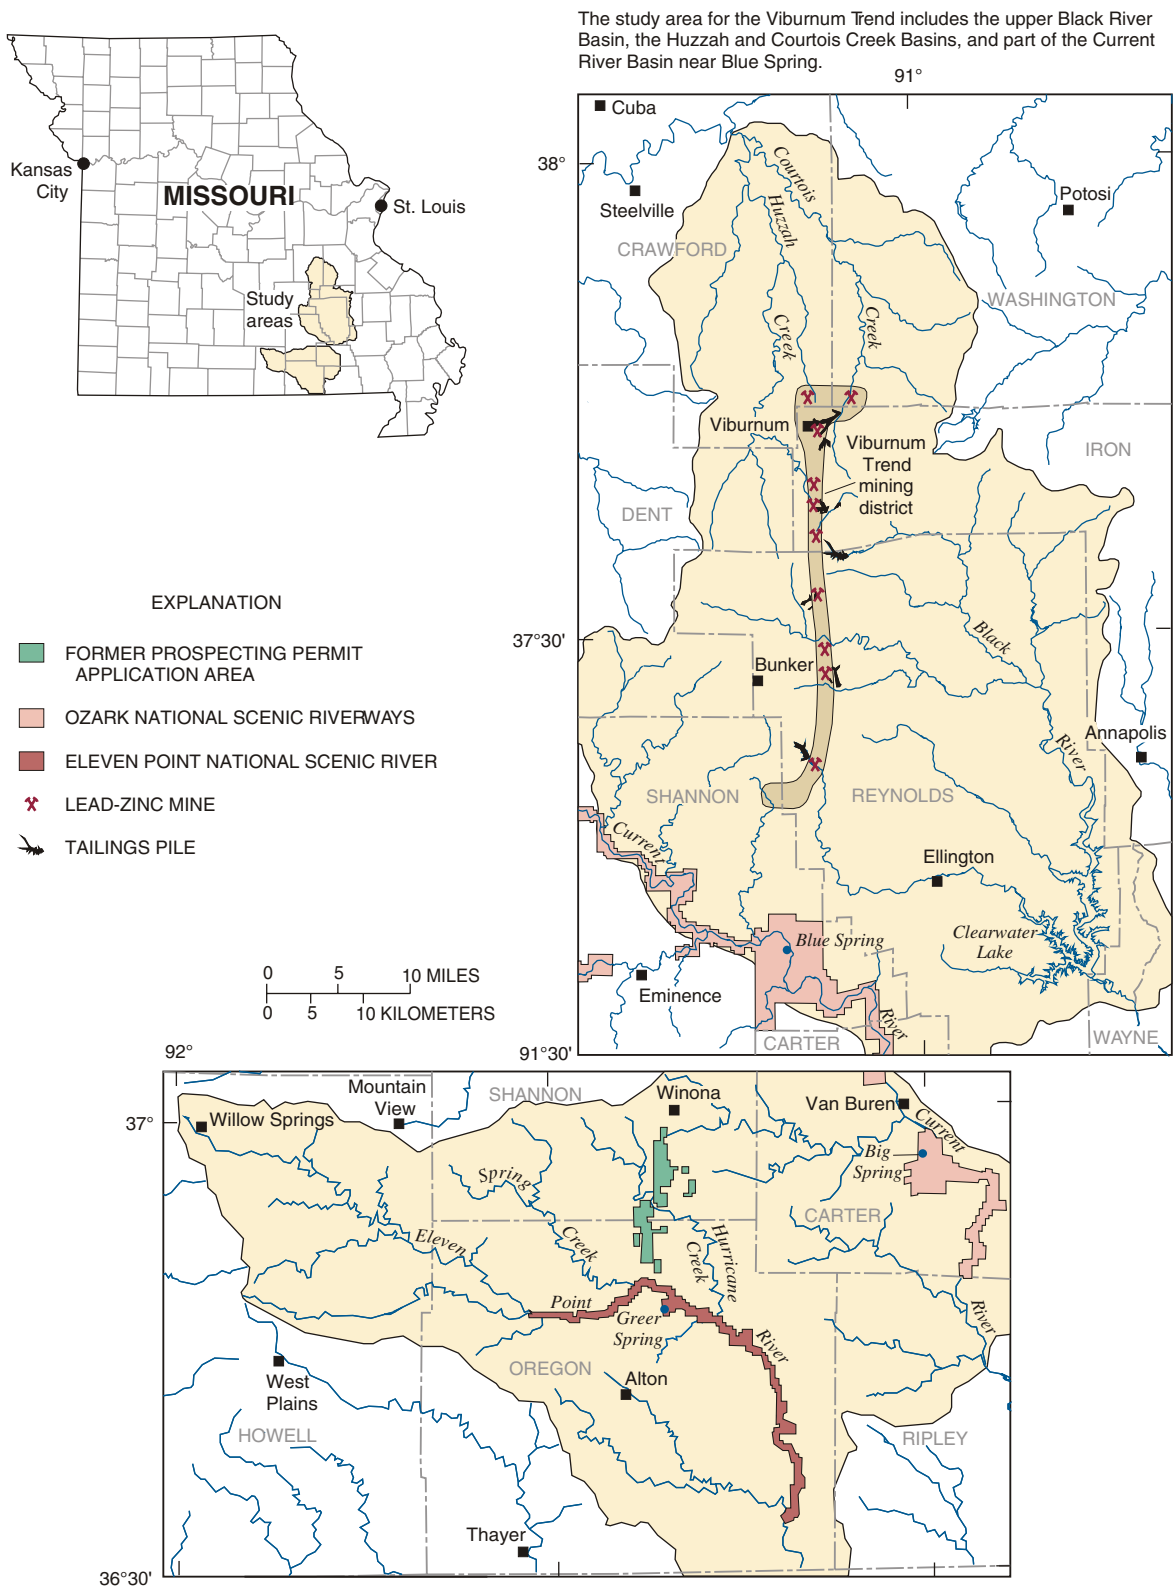 The study area for the Viburnum Trend includes the upper Black River
Basin, the Huzzah and Courtois Creek Basins, and part of the Current
River Basin near Blue Spring.
91°
Kansas
City
MISSOURI
St. Louis
Study
areas
38°
Cuba
Steelville
Potosi
CRAWFORD
Courtois
Huzzah
WASHINGTON
Creek
Creek
Viburnum
Viburnum
Trend
mining
district
IRON
DENT
37°30'
Black
Bunker
River
Annapolis
SHANNON
REYNOLDS
Current
Ellington
Blue Spring
Clearwater
Lake
Eminence
River
CARTER
WAYNE
91°30'
EXPLANATION
FORMER PROSPECTING PERMIT
APPLICATION AREA
OZARK NATIONAL SCENIC RIVERWAYS
ELEVEN POINT NATIONAL SCENIC RIVER
LEAD-ZINC MINE
TAILINGS PILE
0 5 10 MILES
0 5 10 KILOMETERS
92°
37°
Mountain
View
SHANNON
Winona
Van Buren
Willow Springs
Current
Big
Spring
Spring
CARTER
Eleven
Creek
Hurricane
Creek
Point
Greer
Spring
River
River
OREGON
Alton
West
Plains
HOWELL
RIPLEY
Thayer
36°30'